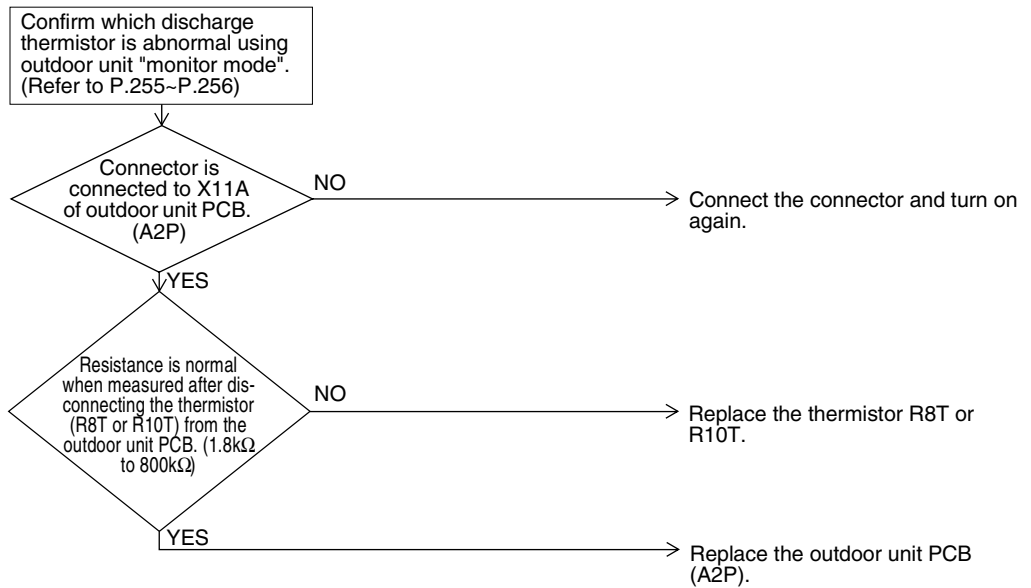 Confirm which discharge
thermistor is abnormal using
outdoor unit "monitor mode".
(Refer to P.255~P.256)
Connector is
connected to X11A
of outdoor unit PCB.
(A2P)
NO
Connect the connector and turn on
again.
YES
Resistance is normal
when measured after dis-
connecting the thermistor
(R8T or R10T) from the
outdoor unit PCB. (1.8kΩ
to 800kΩ)
NO
Replace the thermistor R8T or
R10T.
YES
Replace the outdoor unit PCB
(A2P).